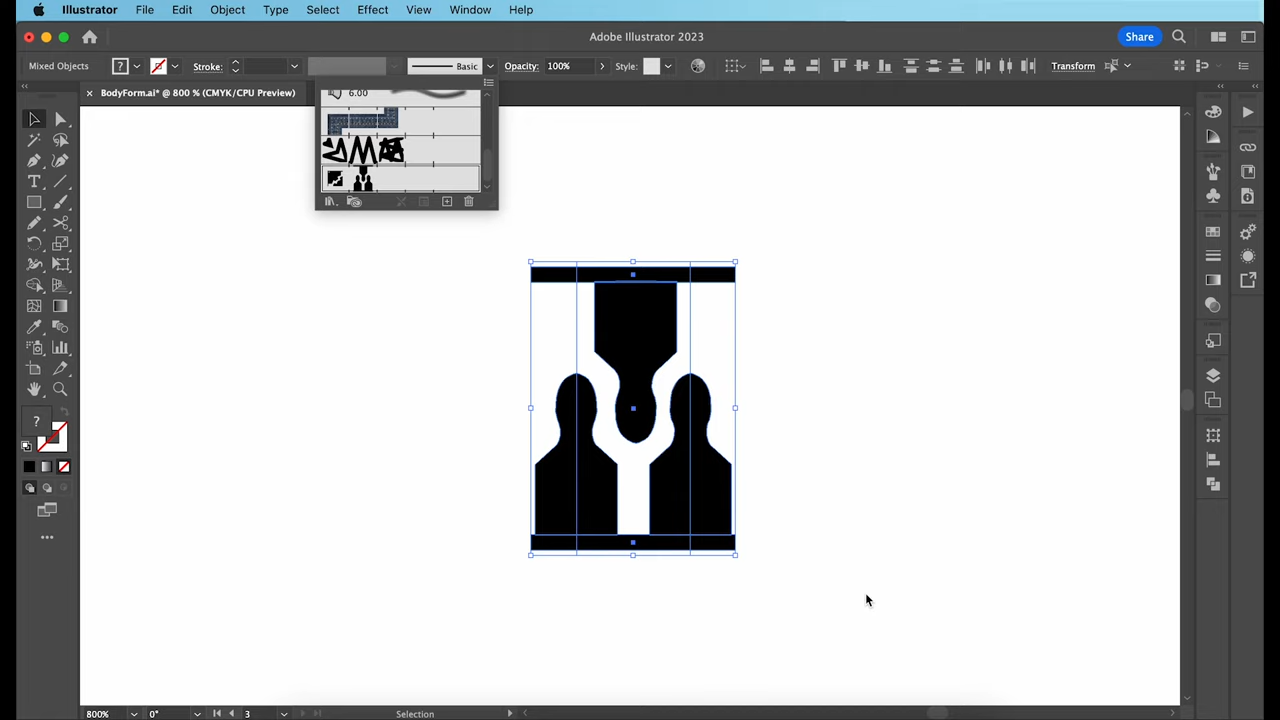 Illustrator File Edit Object Type Select Effect View Window Help
Adobe Illustrator 2023
Share
Mixed Objects ? Stroke: Basic Opacity: 100% Style: Transform
× BodyForm.ai* @ 800 % (CMYK/CPU Preview)
6.00
?
800% 0° 3 Selection